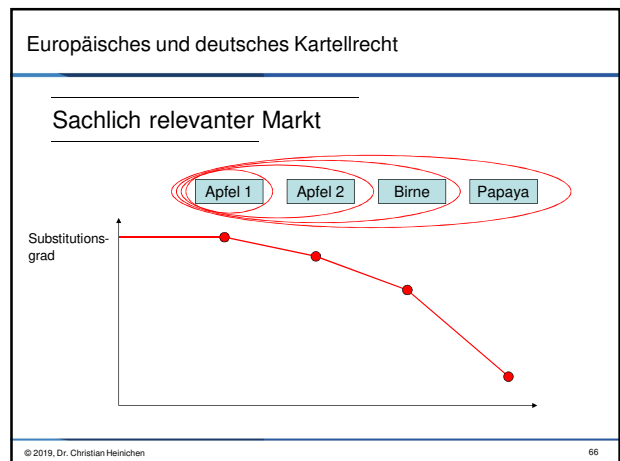 Europäisches und deutsches Kartellrecht
Sachlich relevanter Markt
Apfel 1 Apfel 2 Birne Papaya
Substitutions-
grad
© 2019, Dr. Christian Heinichen 66